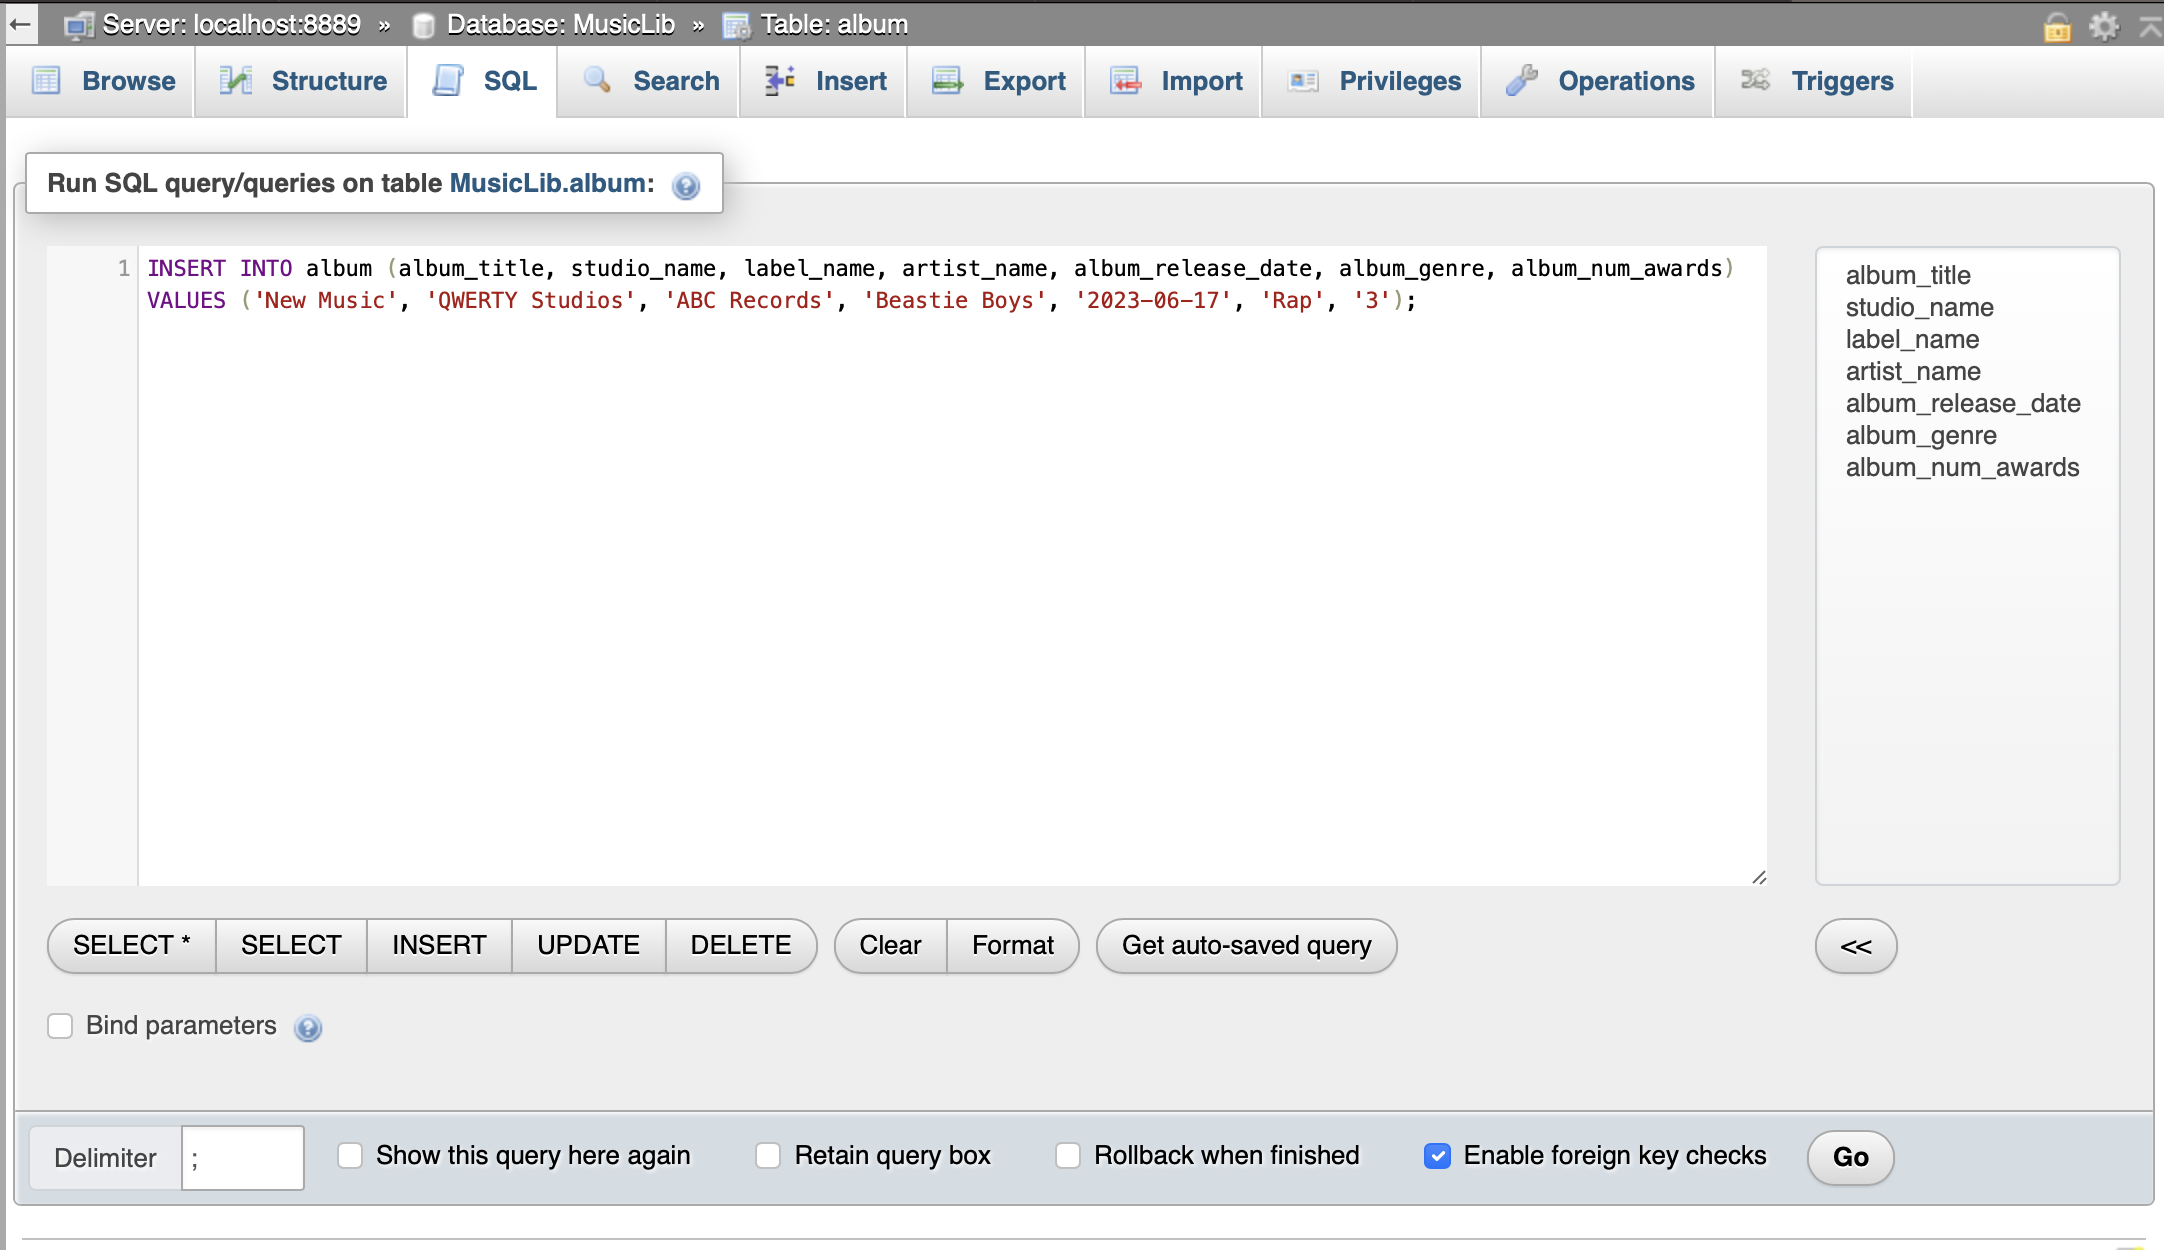 Server: localhost:8889 » Database: MusicLib » Table: album
Browse Structure SQL Search Insert Export Import Privileges Operations Triggers
Run SQL query/queries on table MusicLib.album:
1 INSERT INTO album (album_title, studio_name, label_name, artist_name, album_release_date, album_genre, album_num_awards)
VALUES ('New Music', 'QWERTY Studios', 'ABC Records', 'Beastie Boys', '2023-06-17', 'Rap', '3');
album_title
studio_name
label_name
artist_name
album_release_date
album_genre
album_num_awards
SELECT * SELECT INSERT UPDATE DELETE Clear Format Get auto-saved query <<
Bind parameters
Delimiter ; Show this query here again Retain query box Rollback when finished Enable foreign key checks Go